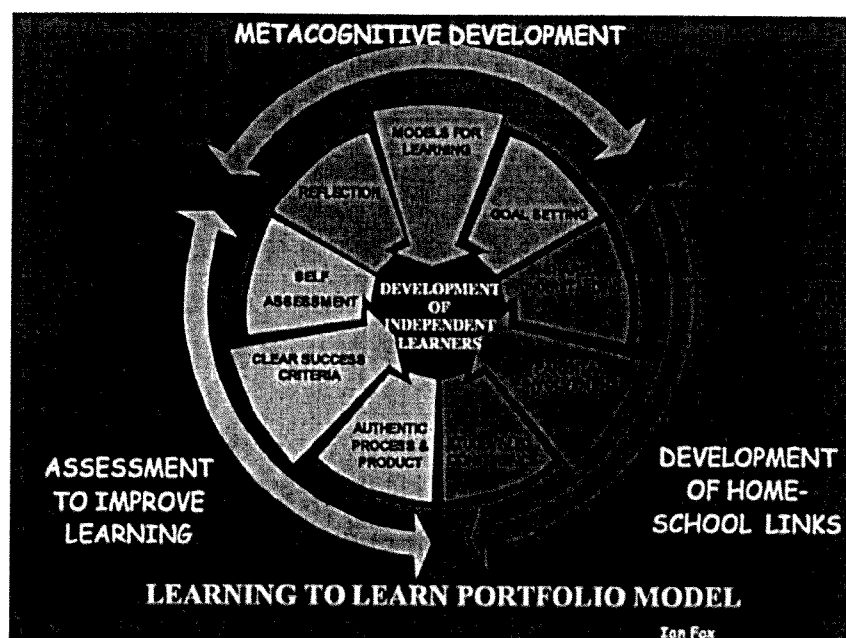 METACOGNITIVE DEVELOPMENT
MODELS FOR
LEARNING
REFLECTION
GOAL SETTING
SELF
ASSESSMENT
DEVELOPMENT
OF
INDEPENDENT
LEARNERS
CLEAR SUCCESS
CRITERIA
AUTHENTIC
PROCESS &
PRODUCT
ASSESSMENT
TO IMPROVE
LEARNING
DEVELOPMENT
OF HOME-
SCHOOL LINKS
LEARNING TO LEARN PORTFOLIO MODEL
Ian Fox